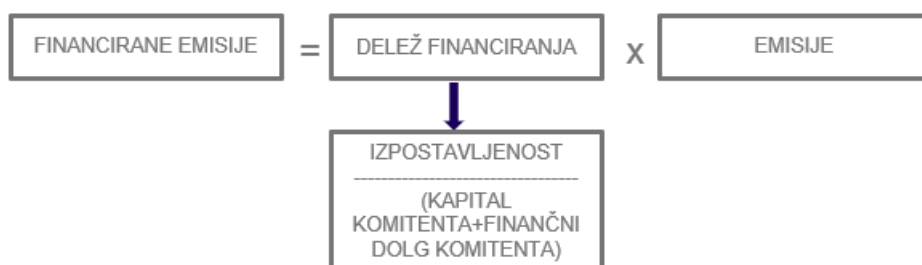 FINANCIRANE EMISIJE = DELEŽ FINANCIRANJA X EMISIJE
IZPOSTAVLJENOST
--------------------------------
(KAPITAL
KOMITENTA+FINANČNI
DOLG KOMITENTA)